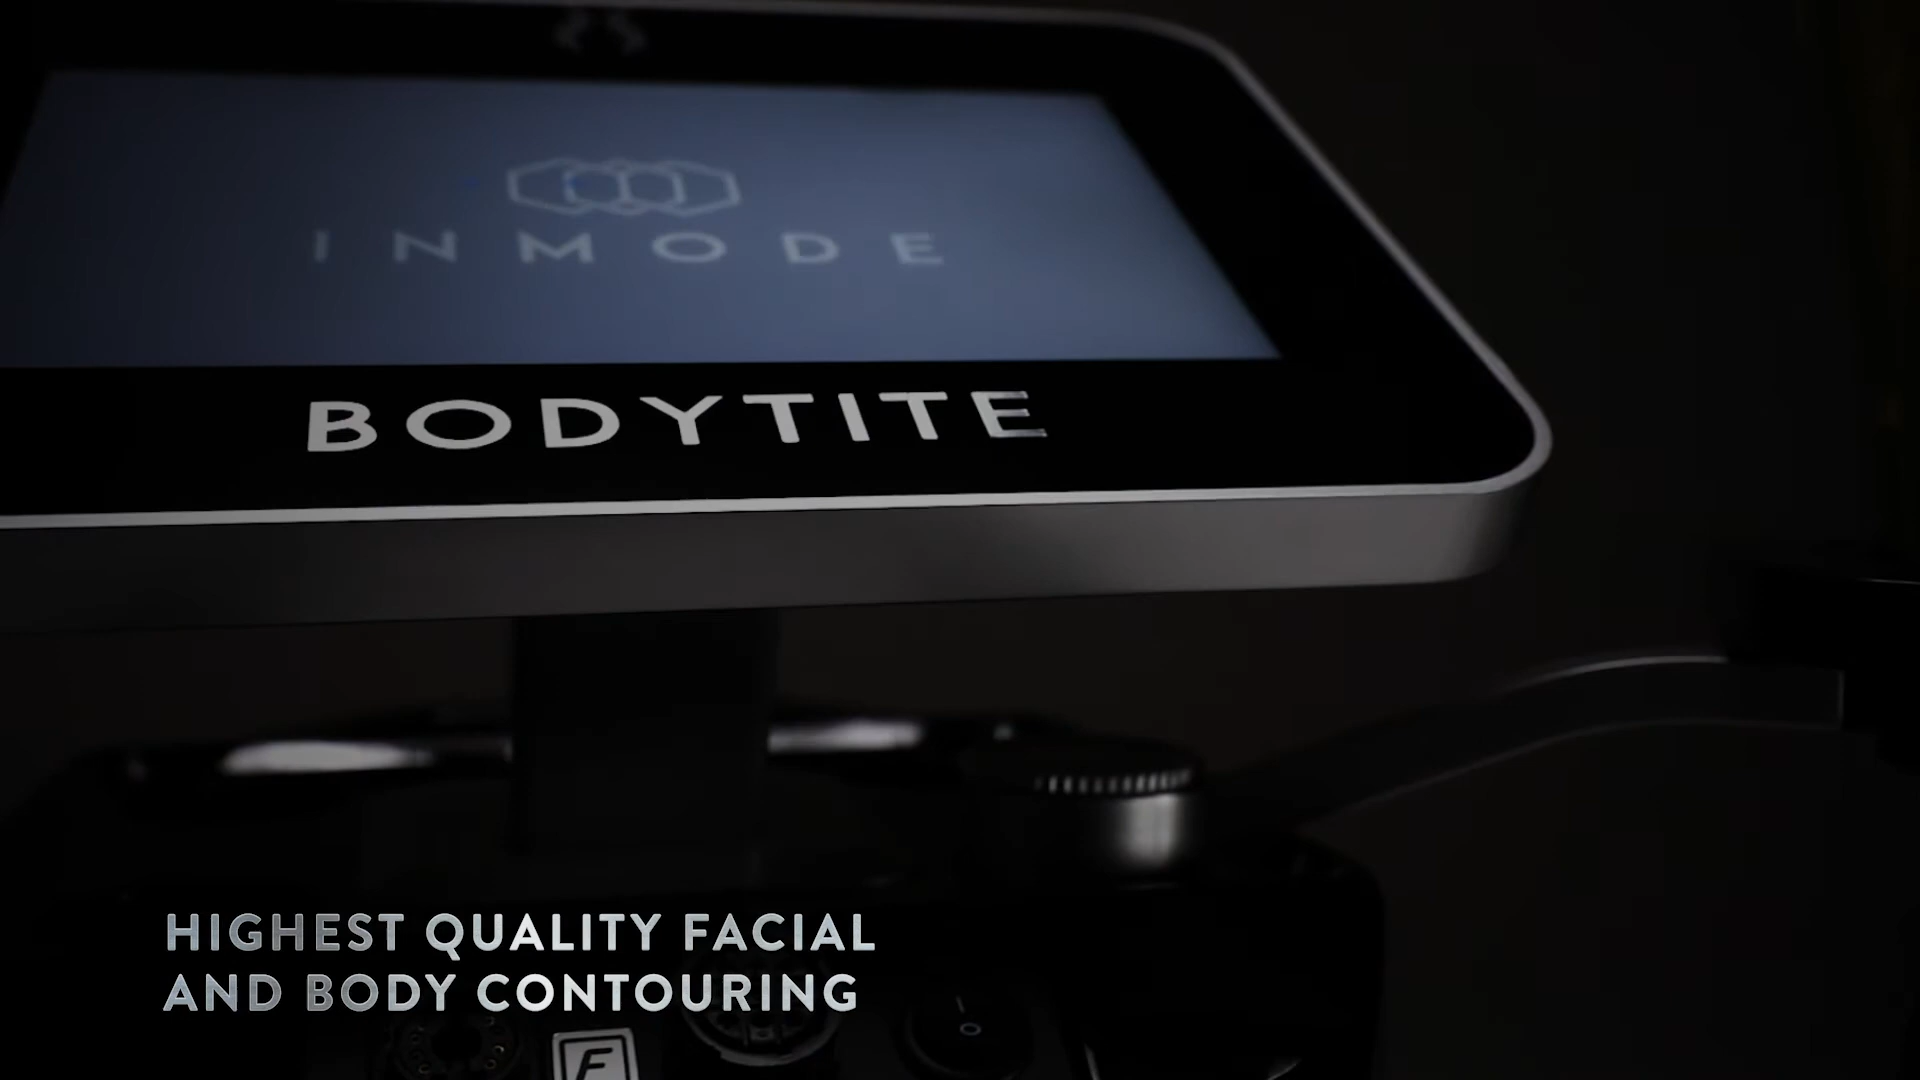 INMODE
BODYTITE
HIGHEST QUALITY FACIAL
AND BODY CONTOURING
F